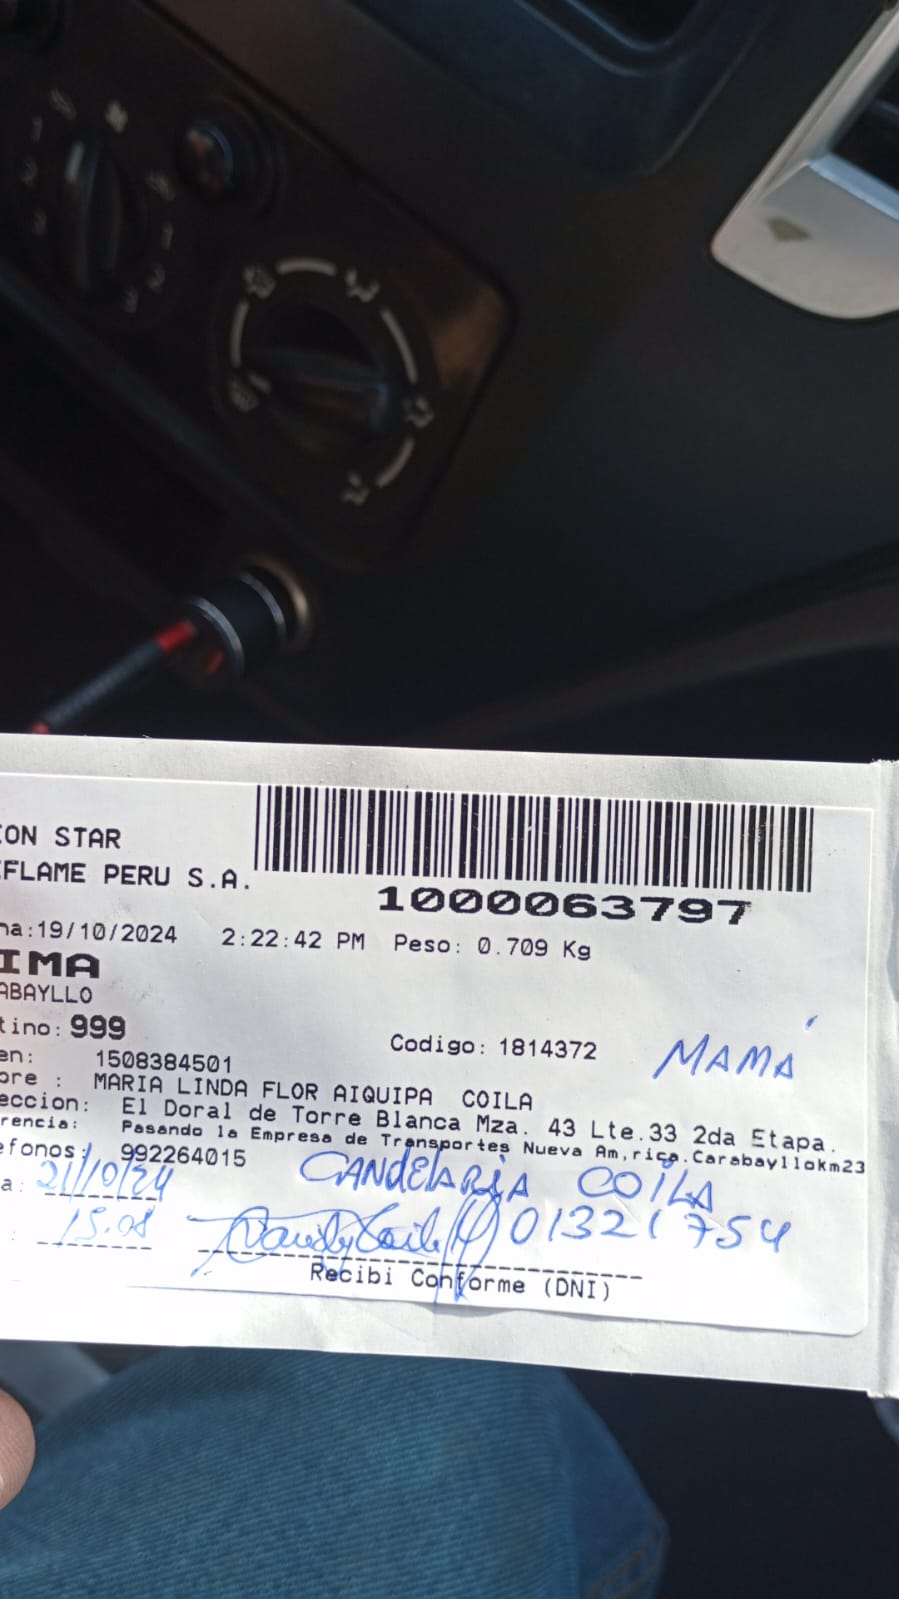 ON STAR
FLAME PERU S.A.
1000063797
na:19/10/2024 2:22:42 PM Peso: 0.709 Kg
IMA
ABAYLLO
tino: 999
Codigo: 1814372
MAMÁ
en: 1508384501
bre : MARIA LINDA FLOR AIQUIPA COILA
eccion: El Doral de Torre Blanca Mza. 43 Lte.33 2da Etapa.
rencia: Pasando la Empresa de Transportes Nueva Am,rica.Carabayllokm23
efonos: 992264015
CANDELARIA COILA
a: 21/10/24
: 15.08
01321754
Recibi Conforme (DNI)